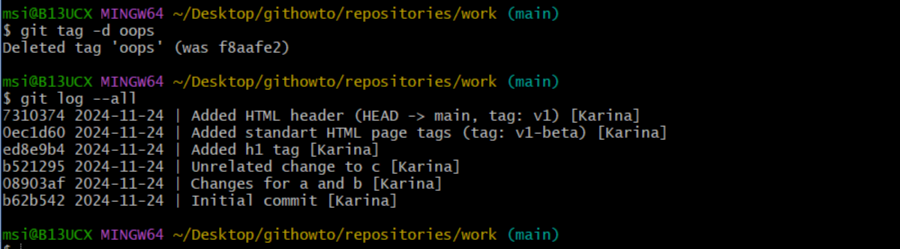 msi@B13UCX MINGW64 ~/Desktop/githowto/repositories/work (main)
$ git tag -d oops
Deleted tag 'oops' (was f8aafe2)
msi@B13UCX MINGW64 ~/Desktop/githowto/repositories/work (main)
$ git log --all
7310374 2024-11-24 | Added HTML header (HEAD -> main, tag: v1) [Karina]
0ec1d60 2024-11-24 | Added standart HTML page tags (tag: v1-beta) [Karina]
ed8e9b4 2024-11-24 | Added h1 tag [Karina]
b521295 2024-11-24 | Unrelated change to c [Karina]
08903af 2024-11-24 | Changes for a and b [Karina]
b62b542 2024-11-24 | Initial commit [Karina]
msi@B13UCX MINGW64 ~/Desktop/githowto/repositories/work (main)
$